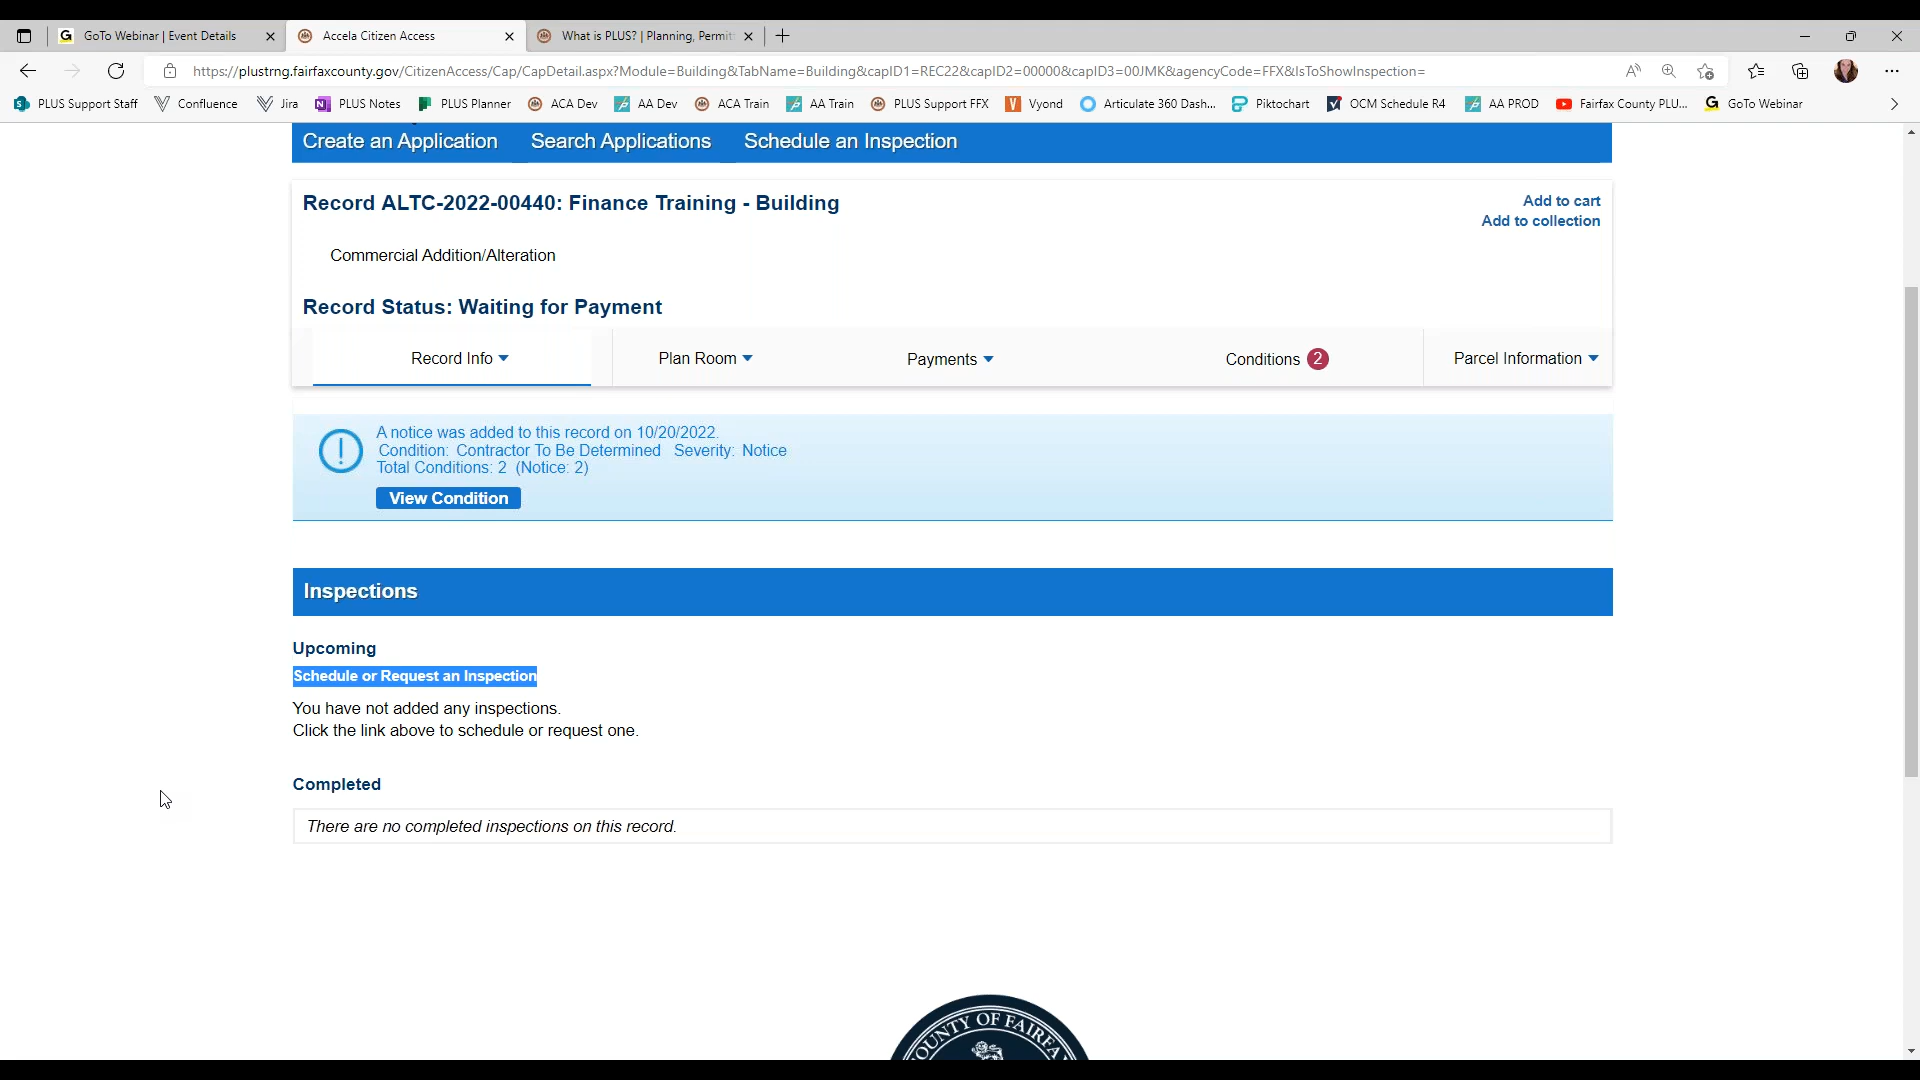 GoTo Webinar | Event Details
Accela Citizen Access
What is PLUS? | Planning, Permit
https://plustrng.fairfaxcounty.gov/CitizenAccess/Cap/CapDetail.aspx?Module=Building&TabName=Building&capID1=REC22&capID2=00000&capID3=00JMK&agencyCode=FFX&IsToShowInspection=
PLUS Support Staff Confluence Jira PLUS Notes PLUS Planner ACA Dev AA Dev ACA Train AA Train PLUS Support FFX Vyond Articulate 360 Dash... Piktochart OCM Schedule R4 AA PROD Fairfax County PLU... GoTo Webinar
Create an Application Search Applications Schedule an Inspection
Record ALTC-2022-00440: Finance Training - Building
Add to cart
Add to collection
Commercial Addition/Alteration
Record Status: Waiting for Payment
Record Info Plan Room Payments Conditions 2 Parcel Information
A notice was added to this record on 10/20/2022.
Condition: Contractor To Be Determined Severity: Notice
Total Conditions: 2 (Notice: 2)
View Condition
Inspections
Upcoming
Schedule or Request an Inspection
You have not added any inspections.
Click the link above to schedule or request one.
Completed
There are no completed inspections on this record.